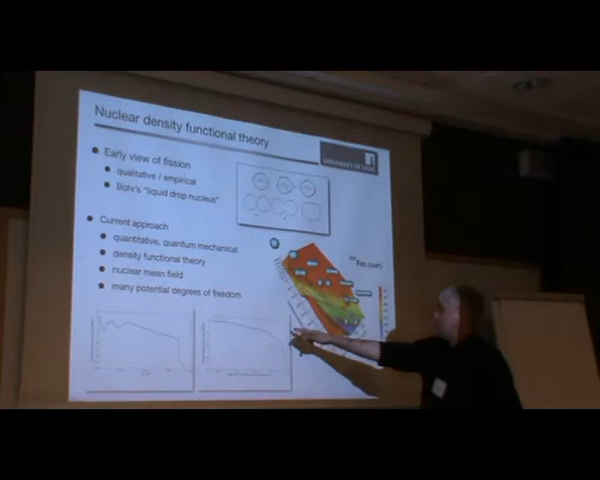 Nuclear density functional theory
Early view of fission
qualitative / empirical
Bohr's "liquid drop nucleus"
Current approach
quantitative, quantum mechanical
density functional theory
nuclear mean field
many potential degrees of freedom